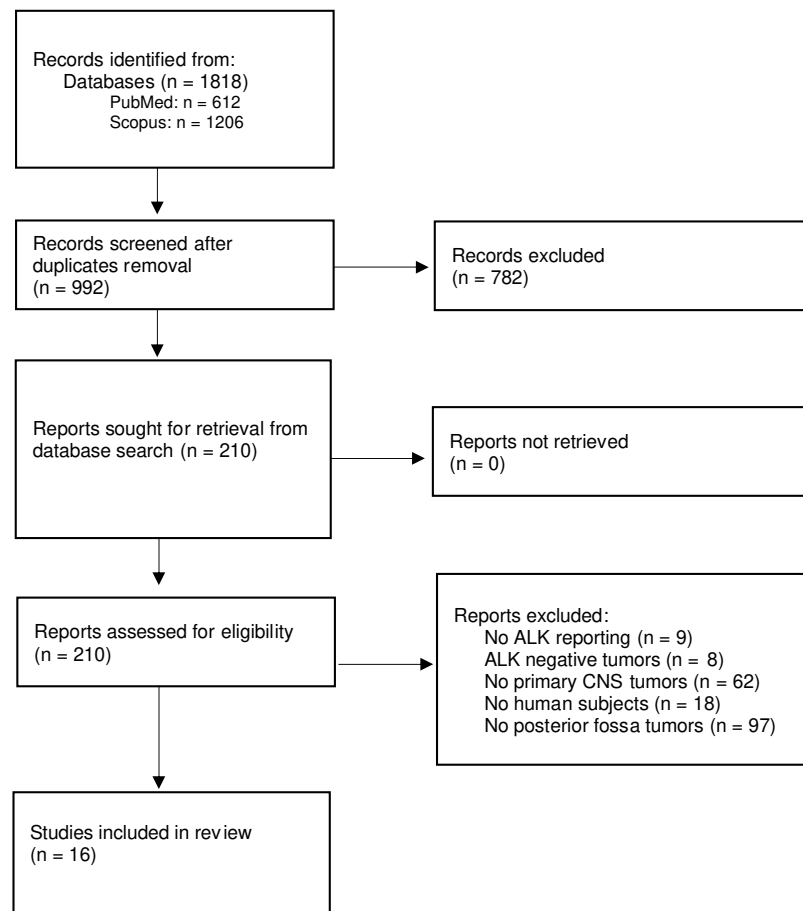 Records identified from:
Databases (n = 1818)
PubMed: n = 612
Scopus: n = 1206
Records screened after
duplicates removal
(n = 992)
Records excluded
(n = 782)
Reports sought for retrieval from
database search (n = 210)
Reports not retrieved
(n = 0)
Reports assessed for eligibility
(n = 210)
Reports excluded:
No ALK reporting (n = 9)
ALK negative tumors (n = 8)
No primary CNS tumors (n = 62)
No human subjects (n = 18)
No posterior fossa tumors (n = 97)
Studies included in review
(n = 16)